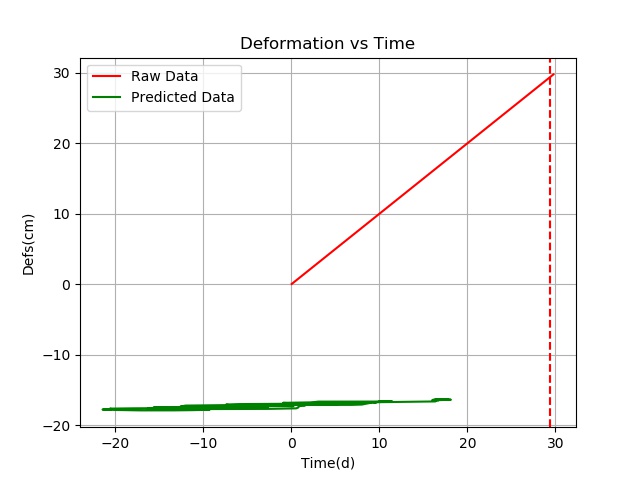 Deformation vs Time
Raw Data
Predicted Data
30
20
10
0
−10
−20
Defs(cm)
−20 −10 0 10 20 30
Time(d)